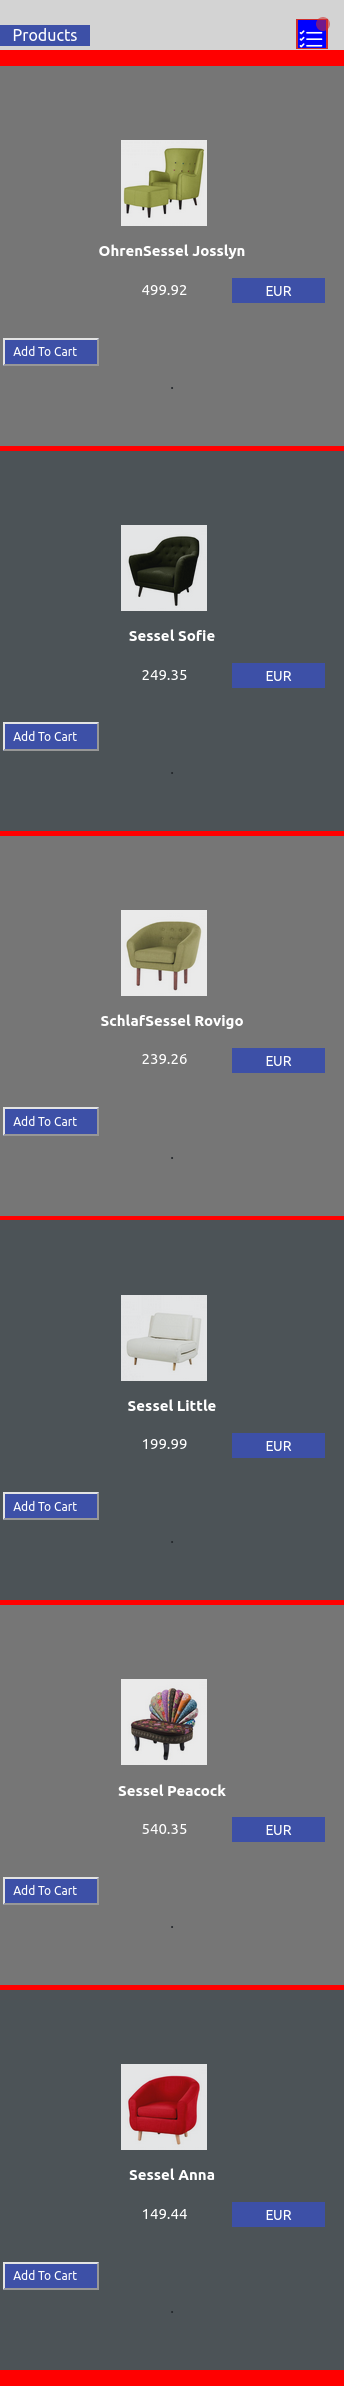 Products
OhrenSessel Josslyn
499.92 EUR
Add To Cart
.
Sessel Sofie
249.35 EUR
Add To Cart
.
SchlafSessel Rovigo
239.26 EUR
Add To Cart
.
Sessel Little
199.99 EUR
Add To Cart
.
Sessel Peacock
540.35 EUR
Add To Cart
.
Sessel Anna
149.44 EUR
Add To Cart
.